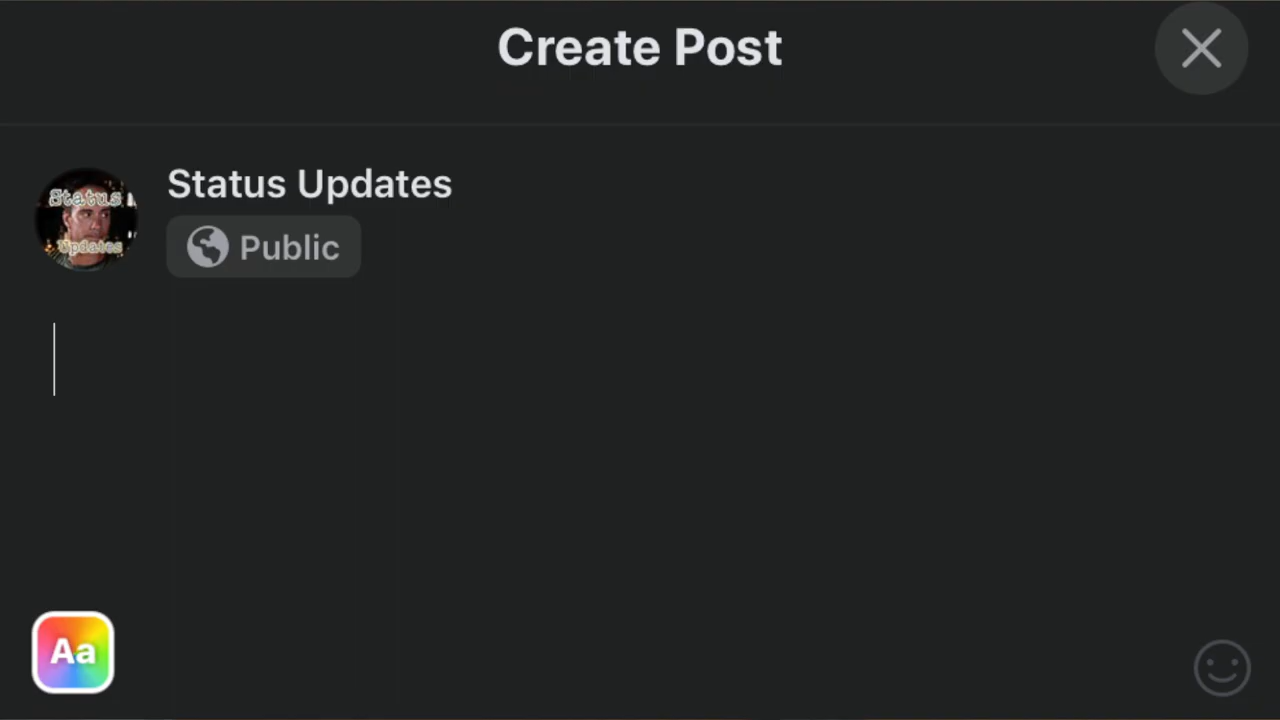 Create Post
Status Updates
Status
Updates
Public
Aa